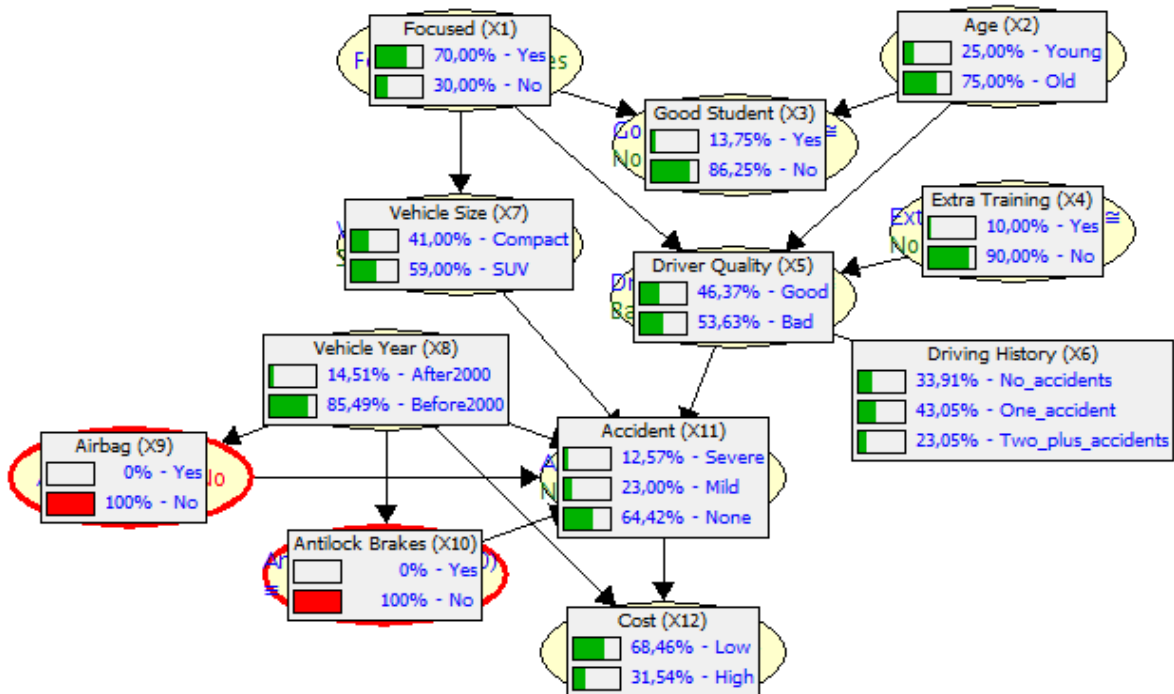 Focused (X1)
70,00% - Yes
30,00% - No
Age (X2)
25,00% - Young
75,00% - Old
Good Student (X3)
13,75% - Yes
86,25% - No
No
Vehicle Size (X7)
41,00% - Compact
59,00% - SUV
Extra Training (X4)
10,00% - Yes
90,00% - No
No
Driver Quality (X5)
46,37% - Good
53,63% - Bad
Vehicle Year (X8)
14,51% - After2000
85,49% - Before2000
Driving History (X6)
33,91% - No_accidents
43,05% - One_accident
23,05% - Two_plus_accidents
Airbag (X9)
0% - Yes
100% - No
No
Accident (X11)
12,57% - Severe
23,00% - Mild
64,42% - None
Antilock Brakes (X10)
0% - Yes
100% - No
Cost (X12)
68,46% - Low
31,54% - High